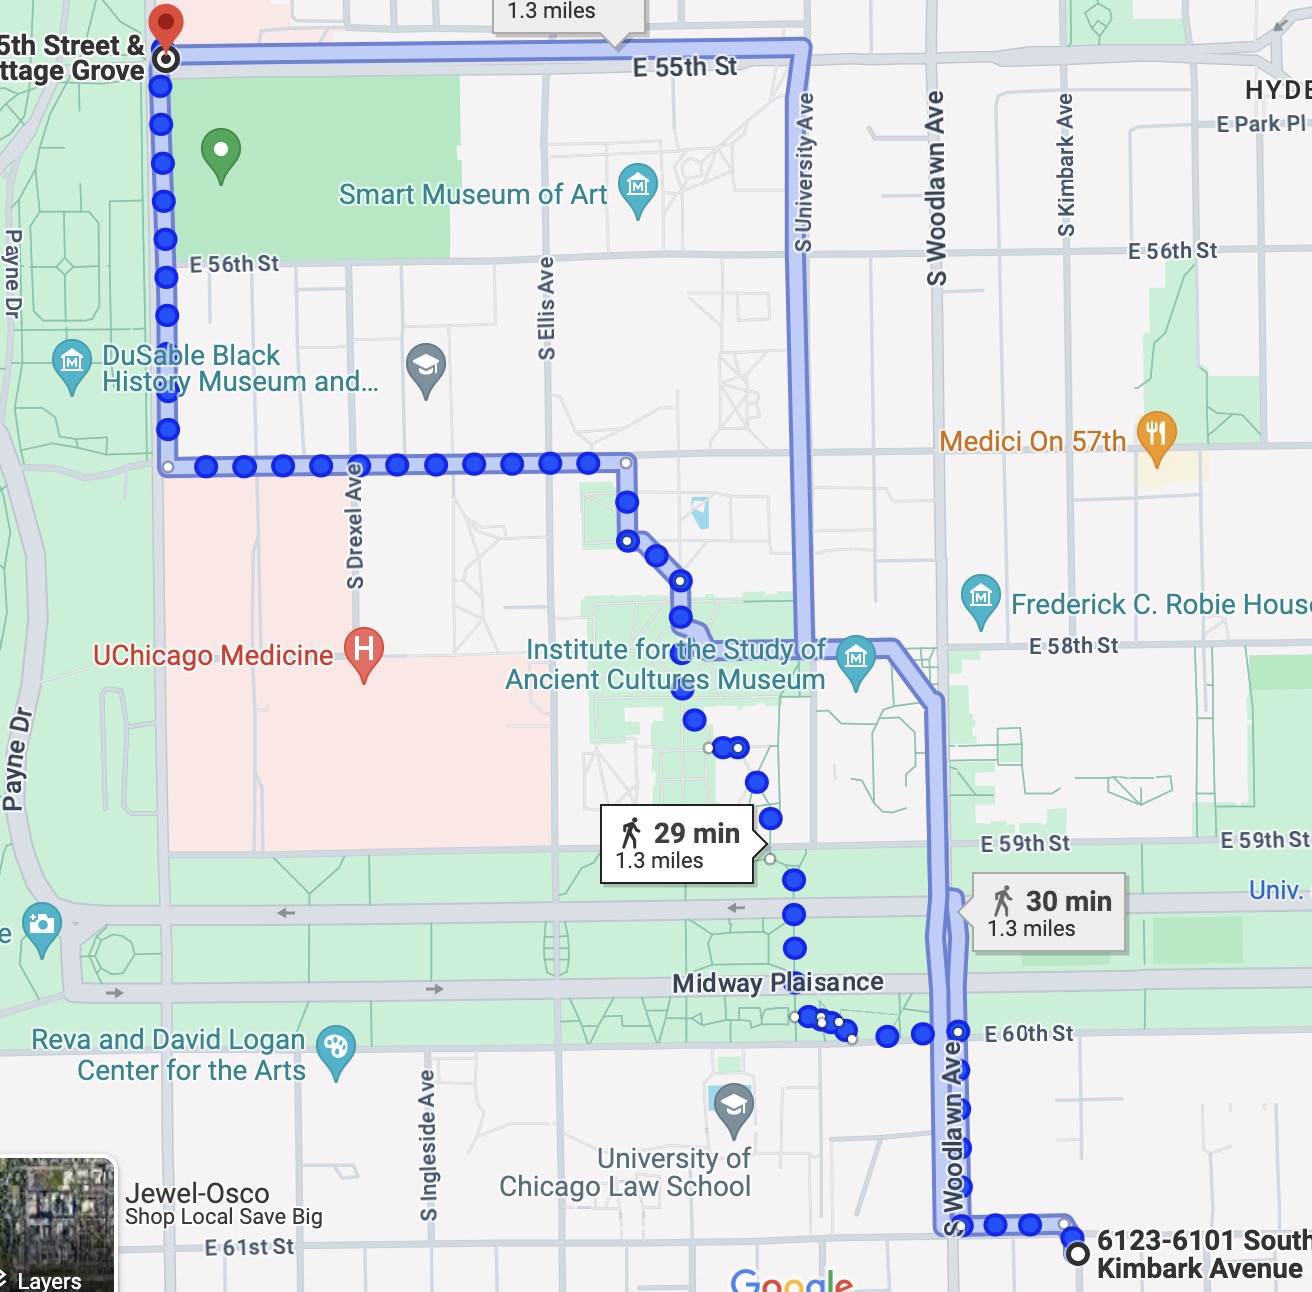 1.3 miles
5th Street &
ttage Grove
E 55th St
HYDE
E Park Pl
S University Ave
S Woodlawn Ave
S Kimbark Ave
Smart Museum of Art
Payne Dr
E 56th St
E 56th St
S Ellis Ave
DuSable Black
History Museum and...
Medici On 57th
S Drexel Ave
Frederick C. Robie House
E 58th St
Institute for the Study of
Ancient Cultures Museum
UChicago Medicine
H
Payne Dr
29 min
1.3 miles
E 59th St
E 59th St
30 min
1.3 miles
Univ.
e
Midway Plaisance
Reva and David Logan
Center for the Arts
E 60th St
S Ingleside Ave
S Woodlawn Ave
University of
Chicago Law School
Jewel-Osco
Shop Local Save Big
E 61st St
6123-6101 South
Kimbark Avenue
Layers
Google